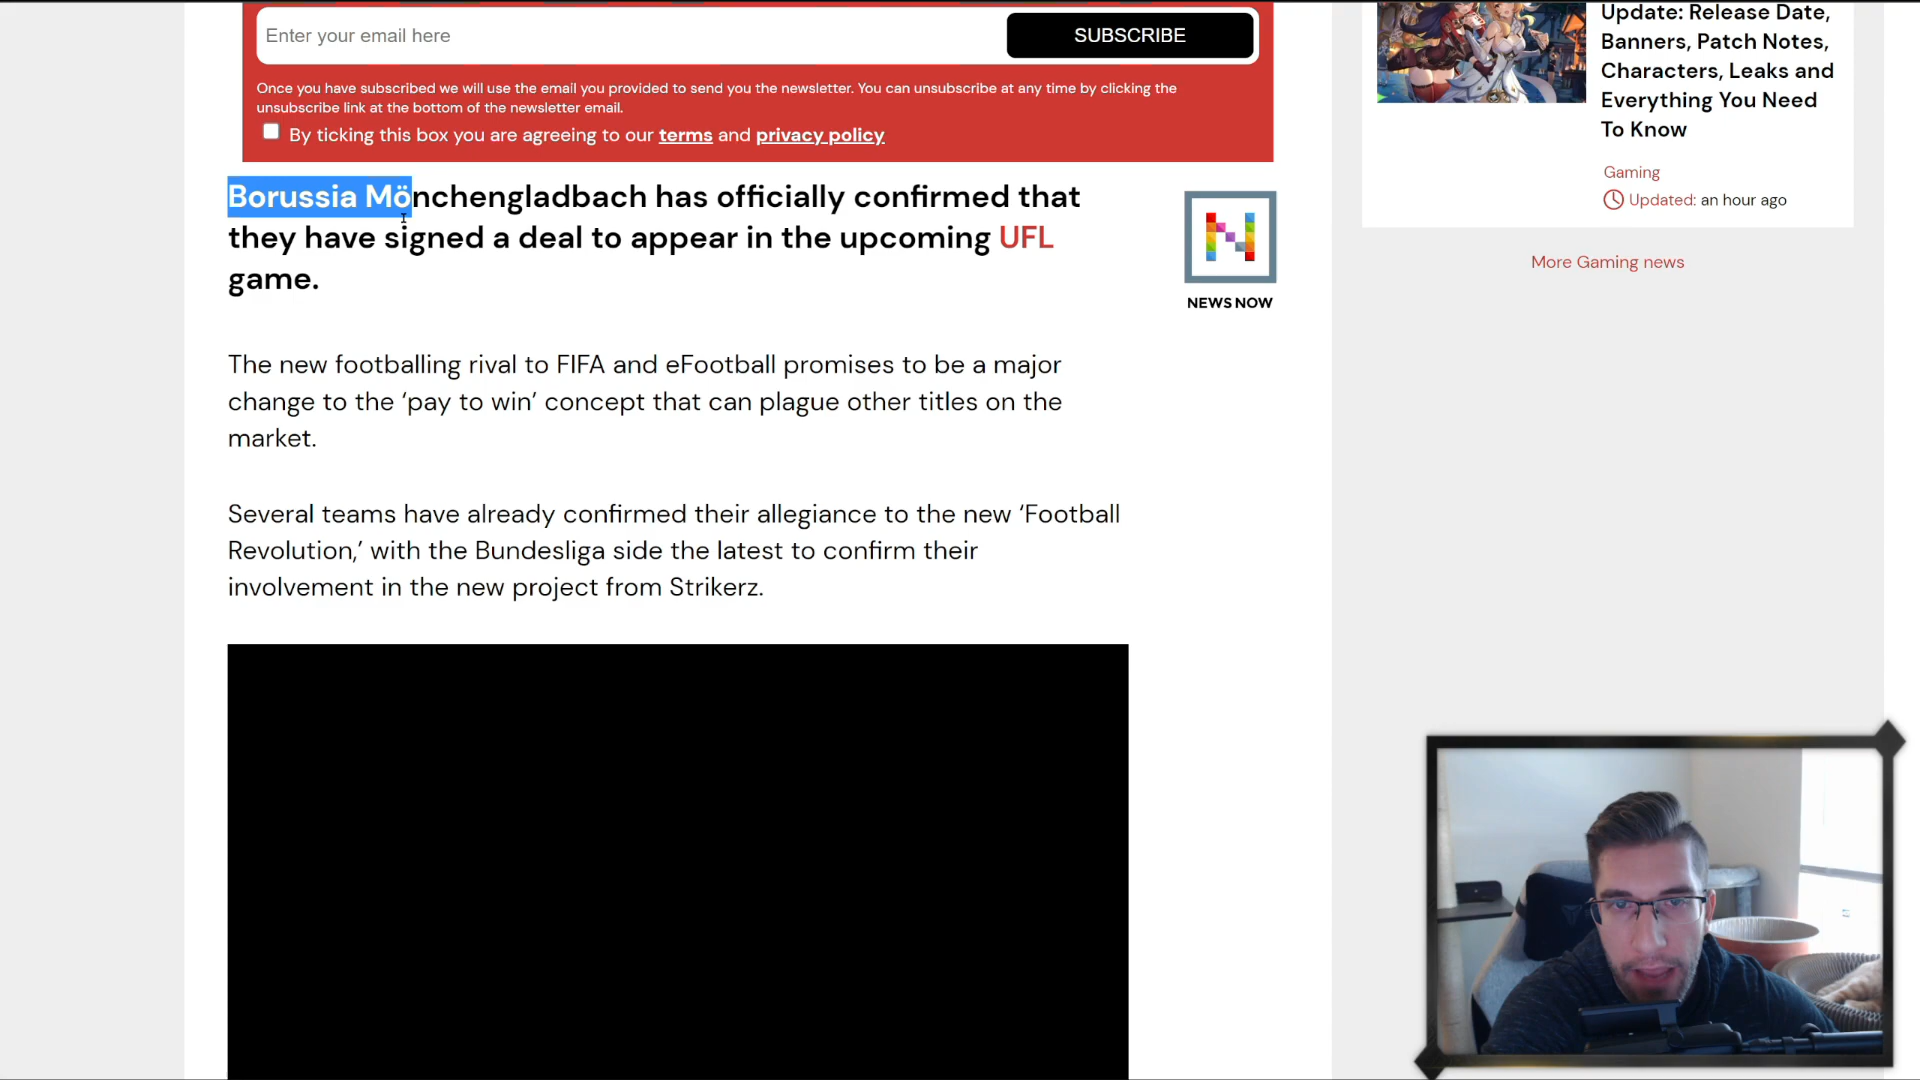 Enter your email here
SUBSCRIBE
Once you have subscribed we will use the email you provided to send you the newsletter. You can unsubscribe at any time by clicking the
unsubscribe link at the bottom of the newsletter email.
By ticking this box you are agreeing to our terms and privacy policy
Borussia Mönchengladbach has officially confirmed that
they have signed a deal to appear in the upcoming UFL
game.
N
NEWS NOW
The new footballing rival to FIFA and eFootball promises to be a major
change to the ‘pay to win’ concept that can plague other titles on the
market.
Several teams have already confirmed their allegiance to the new ‘Football
Revolution,’ with the Bundesliga side the latest to confirm their
involvement in the new project from Strikerz.
Update: Release Date,
Banners, Patch Notes,
Characters, Leaks and
Everything You Need
To Know
Gaming
Updated: an hour ago
More Gaming news